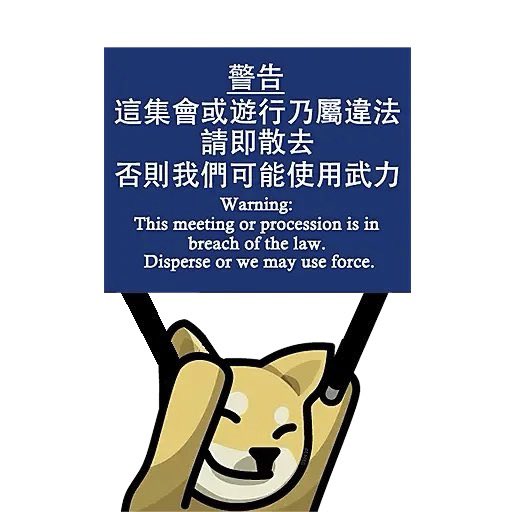 警告
這集會或遊行乃屬違法
請即散去
否則我們可能使用武力
Warning:
This meeting or procession is in
breach of the law.
Disperse or we may use force.